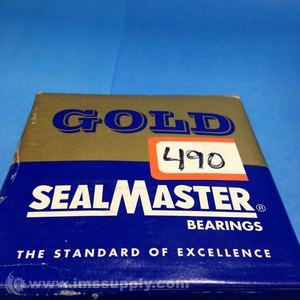 GOLD
490
SEALMASTER®
BEARINGS
THE STANDARD OF EXCELLENCE
© www.imssupply.com